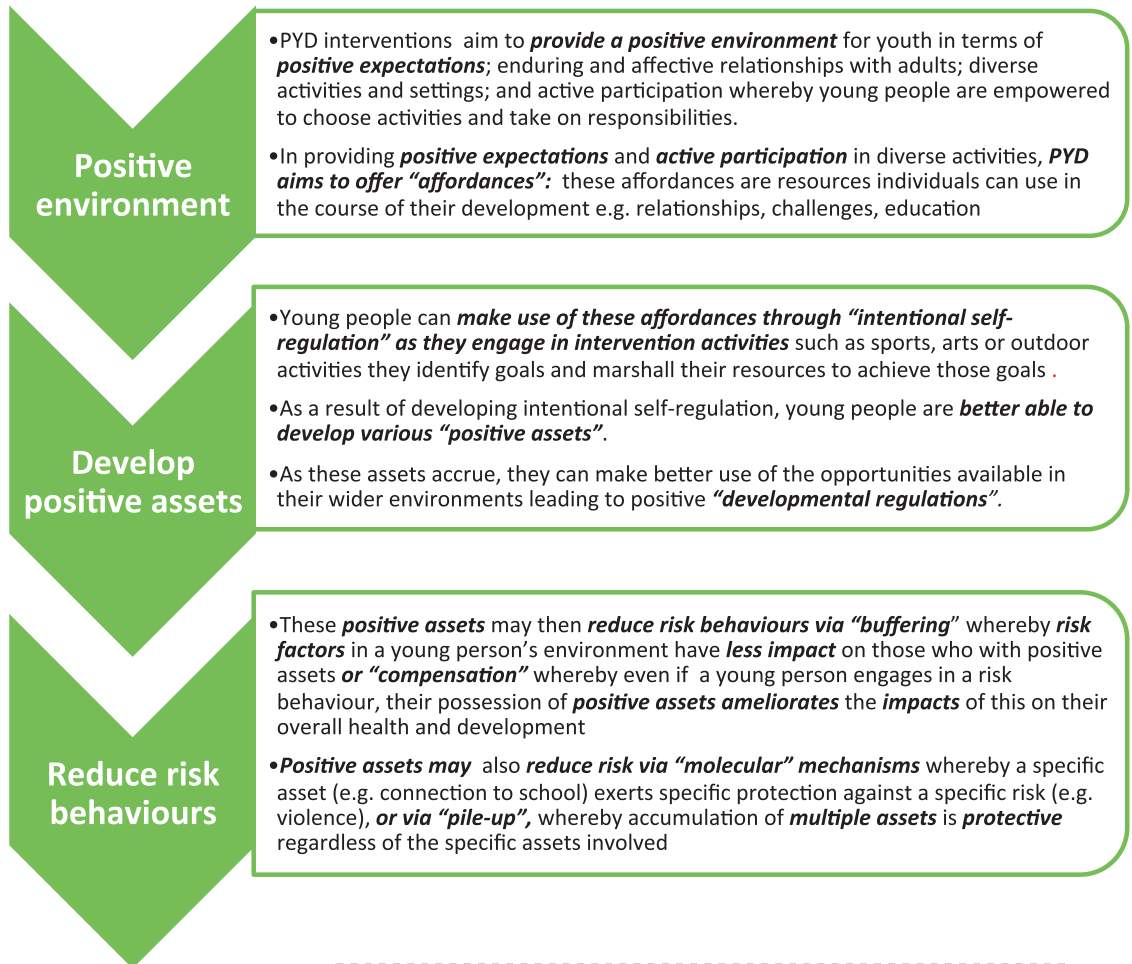 Positive
environment
•PYD interventions aim to provide a positive environment for youth in terms of
positive expectations; enduring and affective relationships with adults; diverse
activities and settings; and active participation whereby young people are empowered
to choose activities and take on responsibilities.
•In providing positive expectations and active participation in diverse activities, PYD
aims to offer “affordances”: these affordances are resources individuals can use in
the course of their development e.g. relationships, challenges, education
Develop
positive assets
•Young people can make use of these affordances through “intentional self-
regulation” as they engage in intervention activities such as sports, arts or outdoor
activities they identify goals and marshall their resources to achieve those goals .
•As a result of developing intentional self-regulation, young people are better able to
develop various “positive assets”.
•As these assets accrue, they can make better use of the opportunities available in
their wider environments leading to positive “developmental regulations”.
Reduce risk
behaviours
•These positive assets may then reduce risk behaviours via “buffering” whereby risk
factors in a young person’s environment have less impact on those who with positive
assets or “compensation” whereby even if a young person engages in a risk
behaviour, their possession of positive assets ameliorates the impacts of this on their
overall health and development
•Positive assets may also reduce risk via “molecular” mechanisms whereby a specific
asset (e.g. connection to school) exerts specific protection against a specific risk (e.g.
violence), or via “pile-up”, whereby accumulation of multiple assets is protective
regardless of the specific assets involved